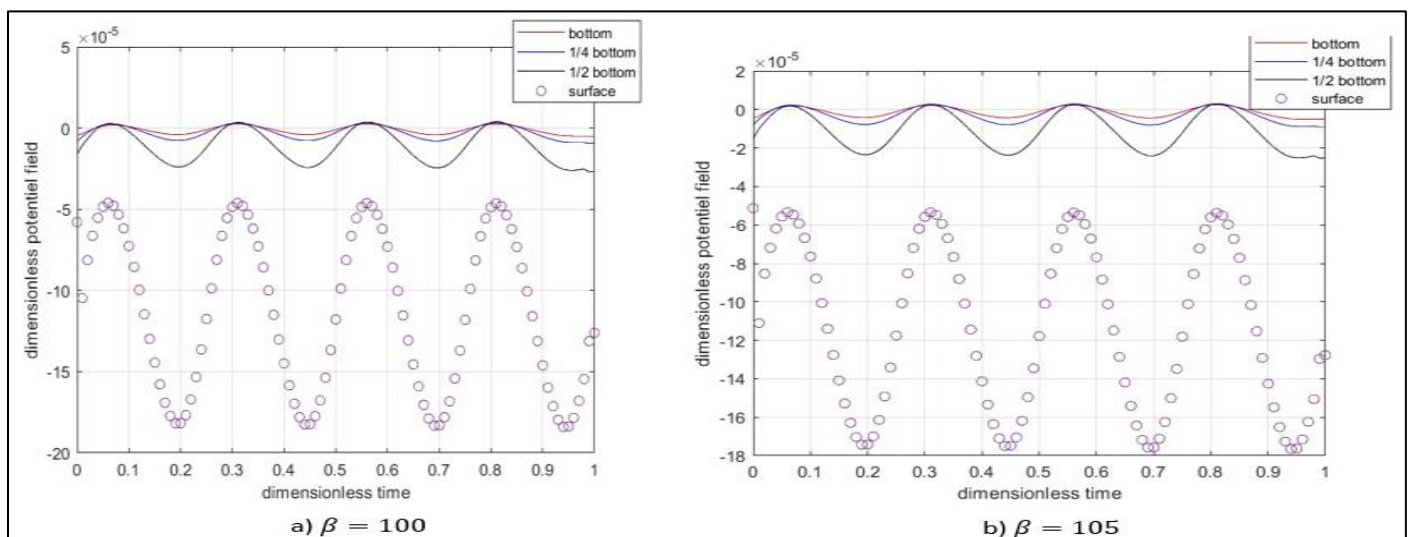 ×10⁻⁵
bottom
1/4 bottom
1/2 bottom
surface
5
0
-5
-10
-15
-20
dimensionless potentiel field
0 0.1 0.2 0.3 0.4 0.5 0.6 0.7 0.8 0.9 1
dimensionless time
a) β = 100
×10⁻⁵
bottom
1/4 bottom
1/2 bottom
surface
2
0
-2
-4
-6
-8
-10
-12
-14
-16
-18
dimensionless potentiel field
0 0.1 0.2 0.3 0.4 0.5 0.6 0.7 0.8 0.9 1
dimensionless time
b) β = 105